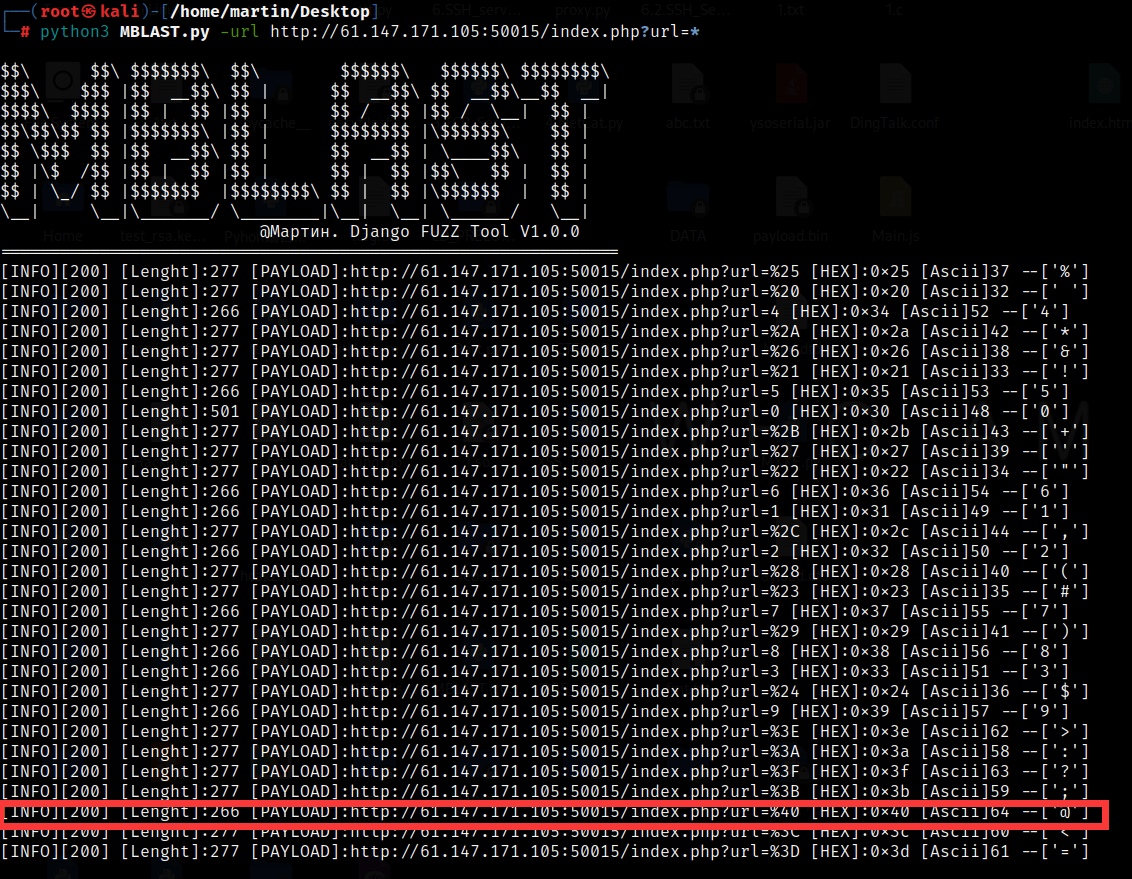 ┌──(root㉿kali)-[/home/martin/Desktop]
└─# python3 MBLAST.py -url http://61.147.171.105:50015/index.php?url=*
@Мартин. Django FUZZ Tool V1.0.0
[INFO][200] [Lenght]:277 [PAYLOAD]:http://61.147.171.105:50015/index.php?url=%25 [HEX]:0×25 [Ascii]37 --['%']
[INFO][200] [Lenght]:277 [PAYLOAD]:http://61.147.171.105:50015/index.php?url=%20 [HEX]:0×20 [Ascii]32 --[' ']
[INFO][200] [Lenght]:266 [PAYLOAD]:http://61.147.171.105:50015/index.php?url=4 [HEX]:0×34 [Ascii]52 --['4']
[INFO][200] [Lenght]:277 [PAYLOAD]:http://61.147.171.105:50015/index.php?url=%2A [HEX]:0×2a [Ascii]42 --['*']
[INFO][200] [Lenght]:277 [PAYLOAD]:http://61.147.171.105:50015/index.php?url=%26 [HEX]:0×26 [Ascii]38 --['&']
[INFO][200] [Lenght]:277 [PAYLOAD]:http://61.147.171.105:50015/index.php?url=%21 [HEX]:0×21 [Ascii]33 --['!']
[INFO][200] [Lenght]:266 [PAYLOAD]:http://61.147.171.105:50015/index.php?url=5 [HEX]:0×35 [Ascii]53 --['5']
[INFO][200] [Lenght]:501 [PAYLOAD]:http://61.147.171.105:50015/index.php?url=0 [HEX]:0×30 [Ascii]48 --['0']
[INFO][200] [Lenght]:277 [PAYLOAD]:http://61.147.171.105:50015/index.php?url=%2B [HEX]:0×2b [Ascii]43 --['+']
[INFO][200] [Lenght]:277 [PAYLOAD]:http://61.147.171.105:50015/index.php?url=%27 [HEX]:0×27 [Ascii]39 --[''']
[INFO][200] [Lenght]:277 [PAYLOAD]:http://61.147.171.105:50015/index.php?url=%22 [HEX]:0×22 [Ascii]34 --['"']
[INFO][200] [Lenght]:266 [PAYLOAD]:http://61.147.171.105:50015/index.php?url=6 [HEX]:0×36 [Ascii]54 --['6']
[INFO][200] [Lenght]:266 [PAYLOAD]:http://61.147.171.105:50015/index.php?url=1 [HEX]:0×31 [Ascii]49 --['1']
[INFO][200] [Lenght]:277 [PAYLOAD]:http://61.147.171.105:50015/index.php?url=%2C [HEX]:0×2c [Ascii]44 --[',']
[INFO][200] [Lenght]:266 [PAYLOAD]:http://61.147.171.105:50015/index.php?url=2 [HEX]:0×32 [Ascii]50 --['2']
[INFO][200] [Lenght]:277 [PAYLOAD]:http://61.147.171.105:50015/index.php?url=%28 [HEX]:0×28 [Ascii]40 --['(']
[INFO][200] [Lenght]:277 [PAYLOAD]:http://61.147.171.105:50015/index.php?url=%23 [HEX]:0×23 [Ascii]35 --['#']
[INFO][200] [Lenght]:266 [PAYLOAD]:http://61.147.171.105:50015/index.php?url=7 [HEX]:0×37 [Ascii]55 --['7']
[INFO][200] [Lenght]:277 [PAYLOAD]:http://61.147.171.105:50015/index.php?url=%29 [HEX]:0×29 [Ascii]41 --[')']
[INFO][200] [Lenght]:266 [PAYLOAD]:http://61.147.171.105:50015/index.php?url=8 [HEX]:0×38 [Ascii]56 --['8']
[INFO][200] [Lenght]:266 [PAYLOAD]:http://61.147.171.105:50015/index.php?url=3 [HEX]:0×33 [Ascii]51 --['3']
[INFO][200] [Lenght]:277 [PAYLOAD]:http://61.147.171.105:50015/index.php?url=%24 [HEX]:0×24 [Ascii]36 --['$']
[INFO][200] [Lenght]:266 [PAYLOAD]:http://61.147.171.105:50015/index.php?url=9 [HEX]:0×39 [Ascii]57 --['9']
[INFO][200] [Lenght]:277 [PAYLOAD]:http://61.147.171.105:50015/index.php?url=%3E [HEX]:0×3e [Ascii]62 --['>']
[INFO][200] [Lenght]:277 [PAYLOAD]:http://61.147.171.105:50015/index.php?url=%3A [HEX]:0×3a [Ascii]58 --[':']
[INFO][200] [Lenght]:277 [PAYLOAD]:http://61.147.171.105:50015/index.php?url=%3F [HEX]:0×3f [Ascii]63 --['?']
[INFO][200] [Lenght]:277 [PAYLOAD]:http://61.147.171.105:50015/index.php?url=%3B [HEX]:0×3b [Ascii]59 --[';']
[INFO][200] [Lenght]:266 [PAYLOAD]:http://61.147.171.105:50015/index.php?url=%40 [HEX]:0×40 [Ascii]64 --['@']
[INFO][200] [Lenght]:277 [PAYLOAD]:http://61.147.171.105:50015/index.php?url=%3C [HEX]:0×3c [Ascii]60 --['<']
[INFO][200] [Lenght]:277 [PAYLOAD]:http://61.147.171.105:50015/index.php?url=%3D [HEX]:0×3d [Ascii]61 --['=']